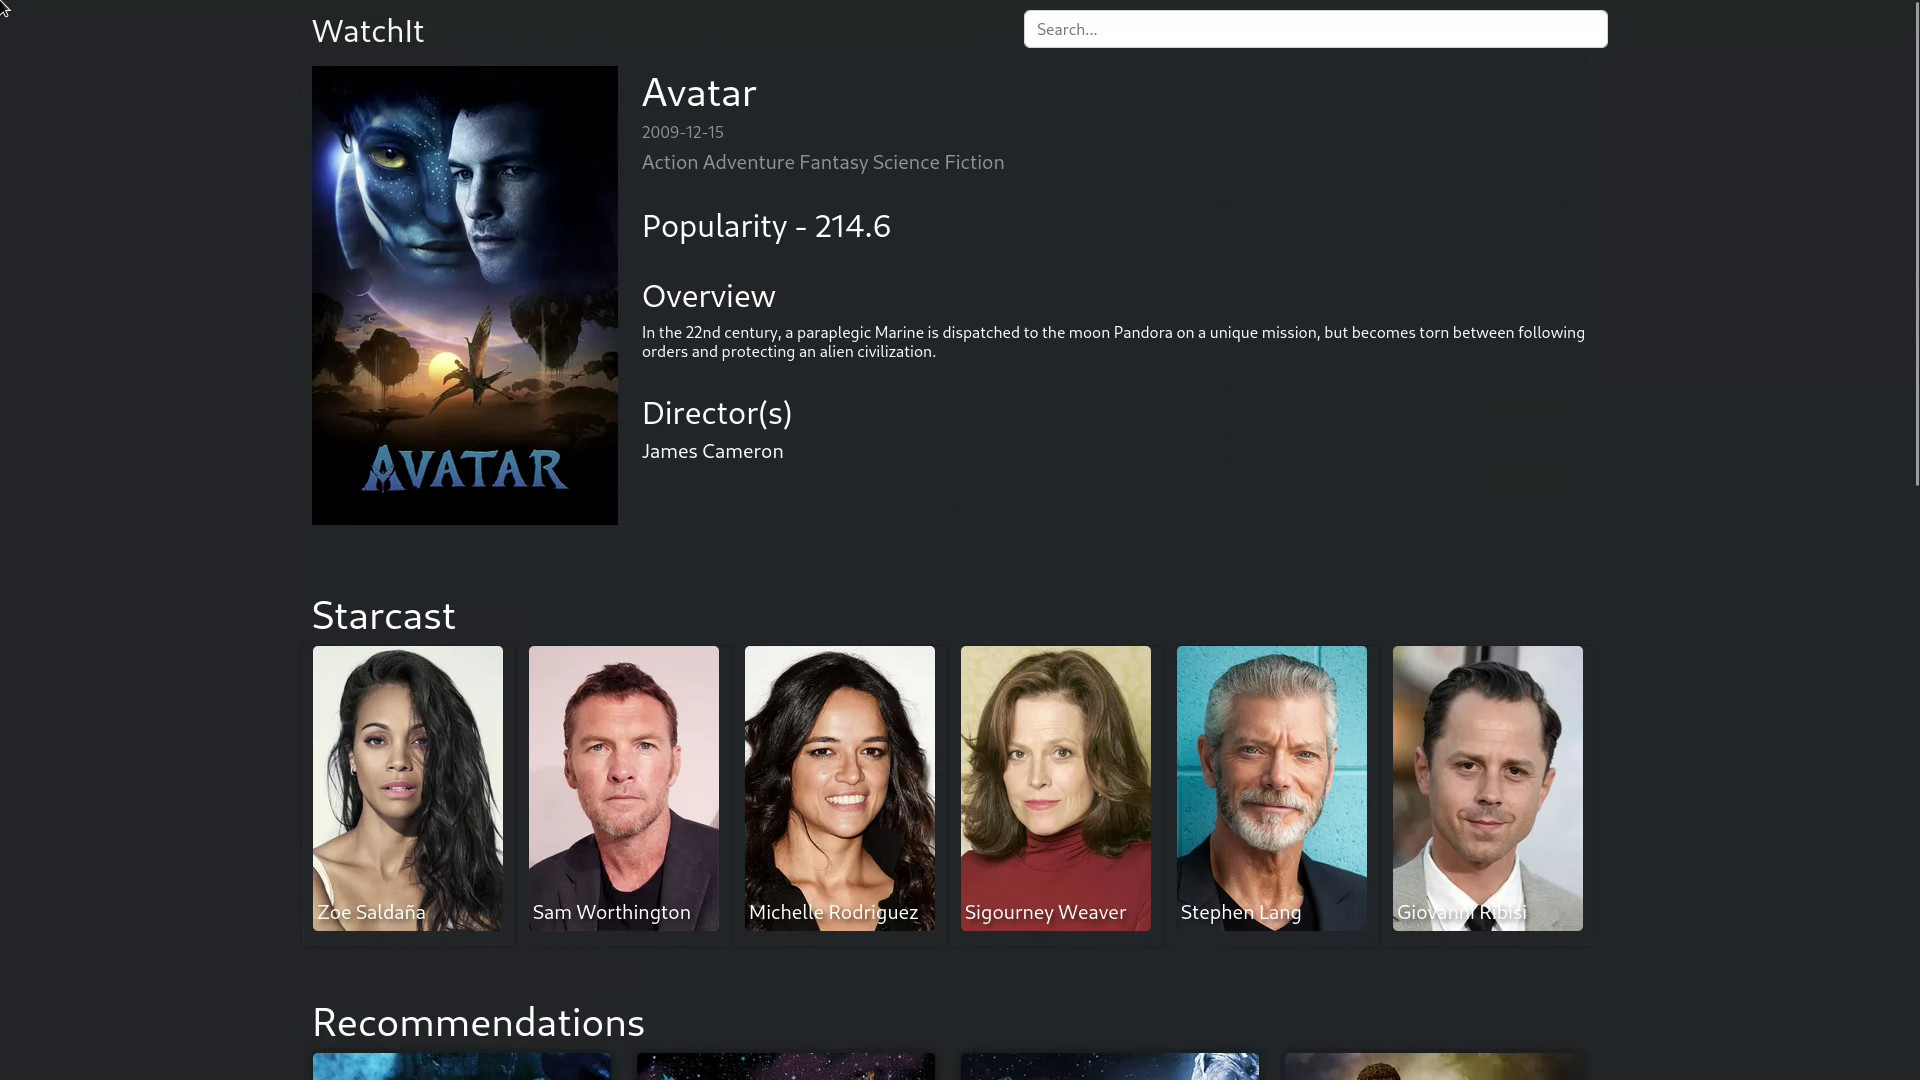 WatchIt
Search...
Avatar
2009-12-15
Action Adventure Fantasy Science Fiction
Popularity - 214.6
Overview
In the 22nd century, a paraplegic Marine is dispatched to the moon Pandora on a unique mission, but becomes torn between following
orders and protecting an alien civilization.
Director(s)
James Cameron
AVATAR
Starcast
Zoe Saldaña
Sam Worthington
Michelle Rodriguez
Sigourney Weaver
Stephen Lang
Giovanni Ribisi
Recommendations